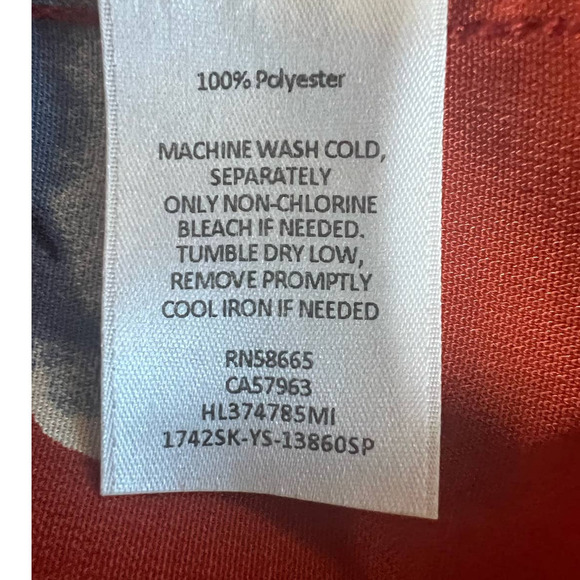 100% Polyester
MACHINE WASH COLD,
SEPARATELY
ONLY NON-CHLORINE
BLEACH IF NEEDED.
TUMBLE DRY LOW,
REMOVE PROMPTLY
COOL IRON IF NEEDED
RN58665
CA57963
HL374785MI
1742SK-YS-13860SP